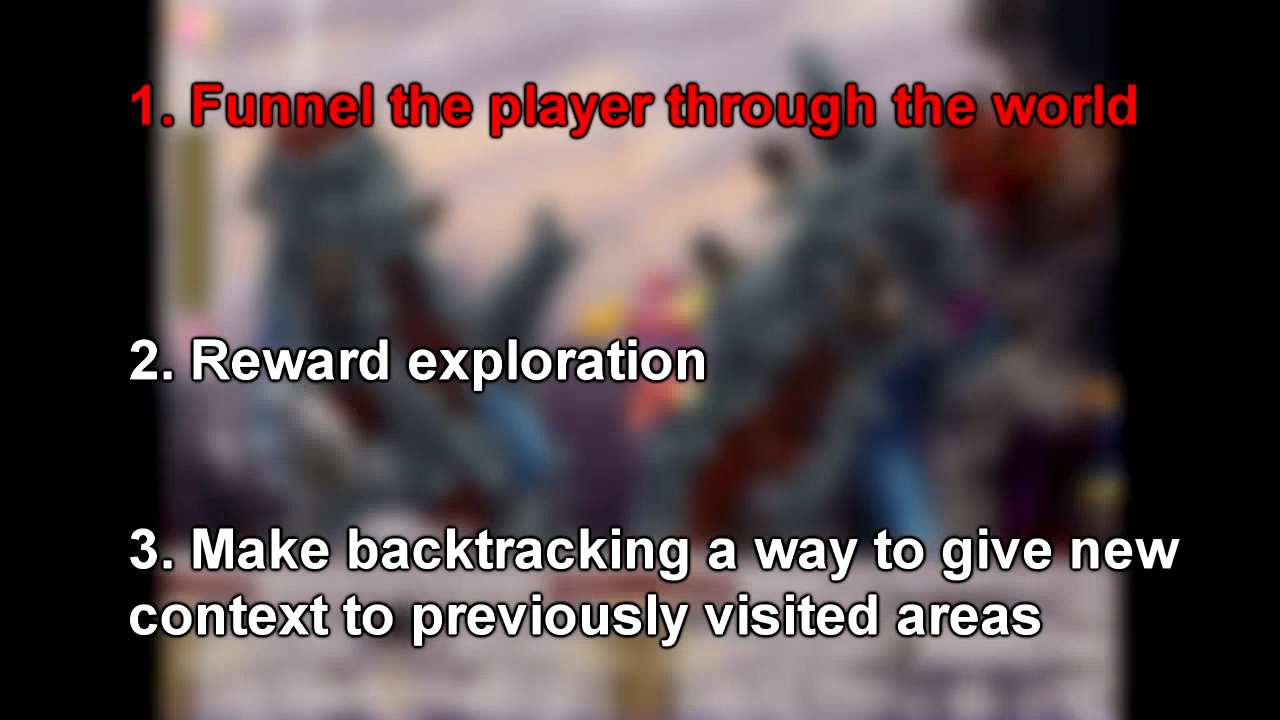 1. Funnel the player through the world
2. Reward exploration
3. Make backtracking a way to give new
context to previously visited areas